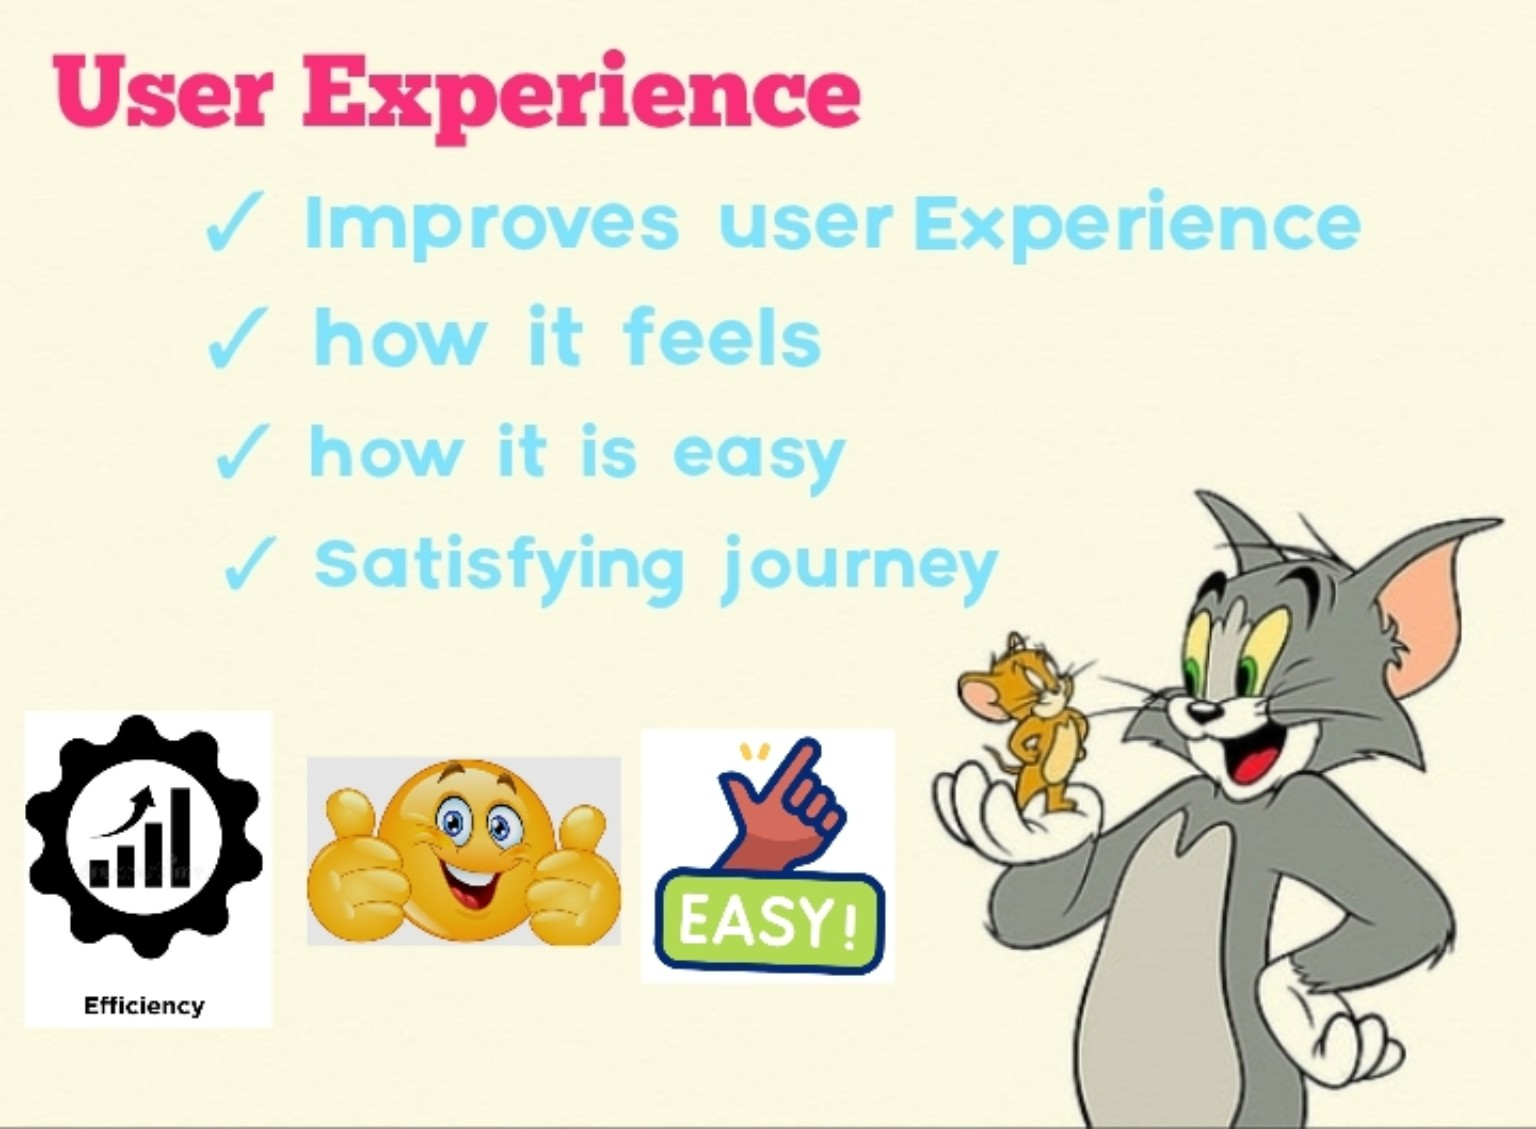 User Experience
✓ Improves user Experience
✓ how it feels
✓ how it is easy
✓ Satisfying journey
Efficiency
EASY!